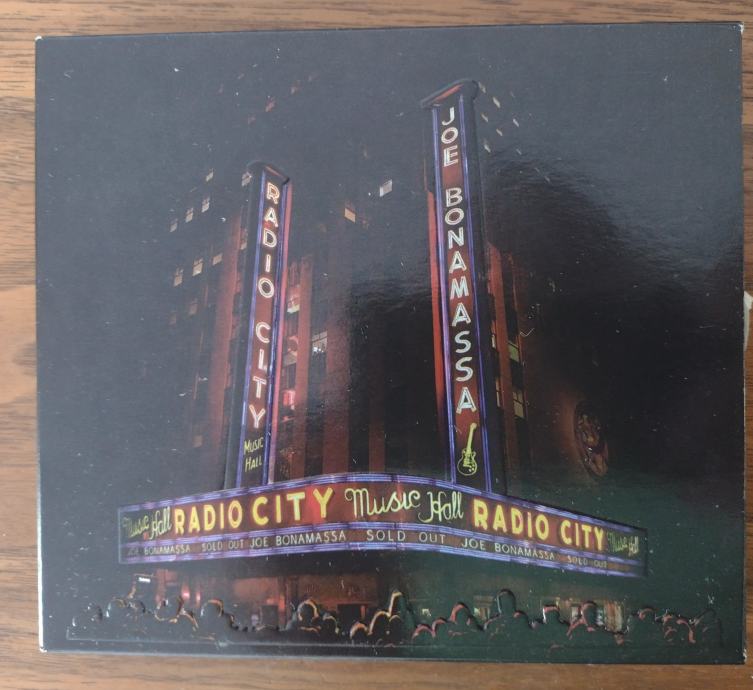 JOE BONAMASSA
RADIO CITY
MUSIC
HALL
Music Hall RADIO CITY Music Hall RADIO CITY Music Hall
JOE BONAMASSA SOLD OUT JOE BONAMASSA SOLD OUT JOE BONAMASSA SOLD OUT